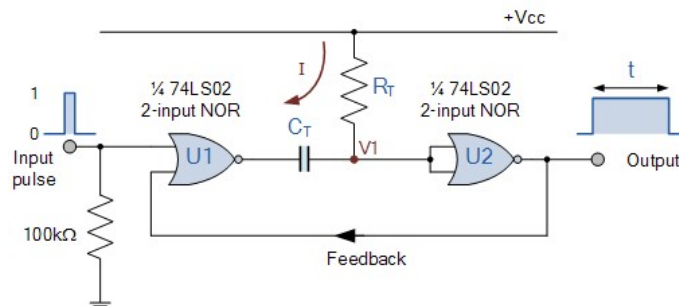 +Vcc
I
¼ 74LS02
2-input NOR
RT
¼ 74LS02
2-input NOR
t
1
0
CT
U1
V1
U2
Input
pulse
Output
100kΩ
Feedback